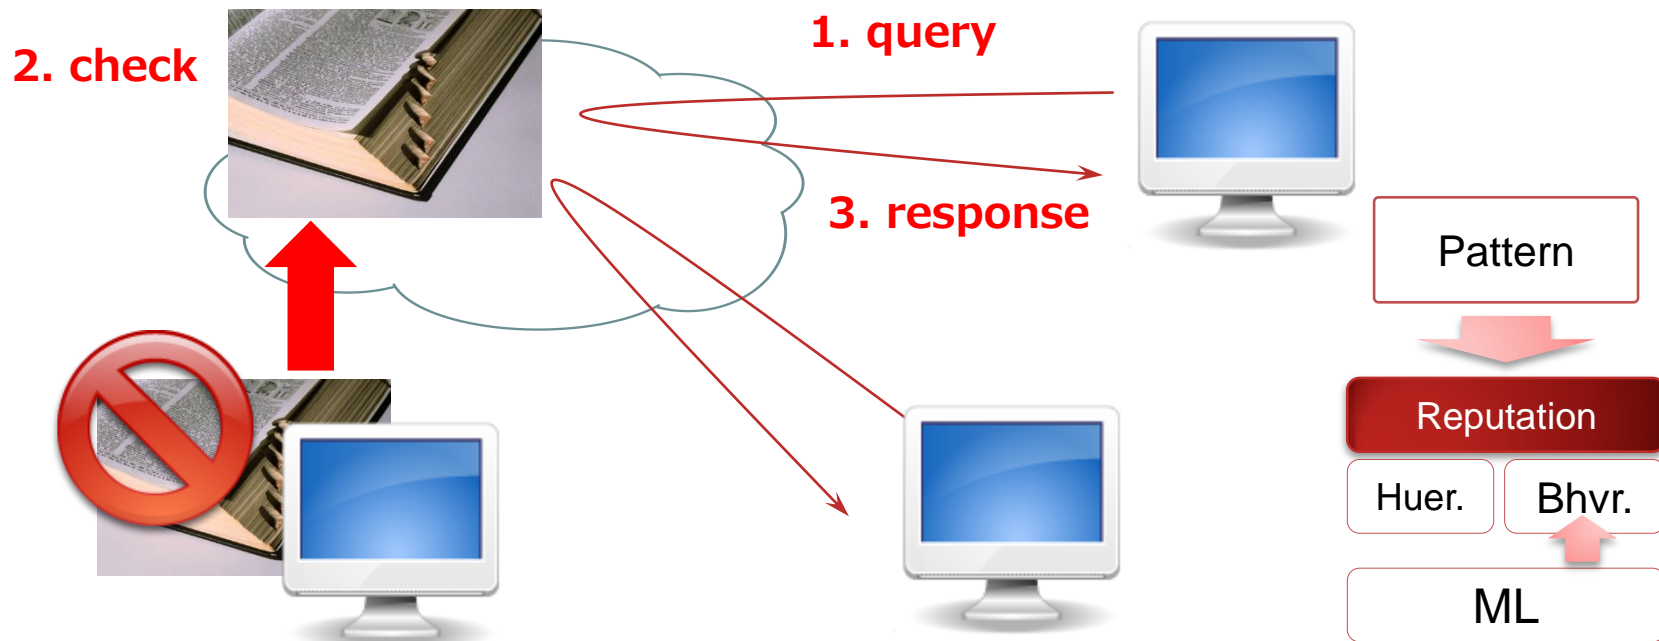 1. query
2. check
3. response
Pattern
Reputation
Huer.
Bhvr.
ML